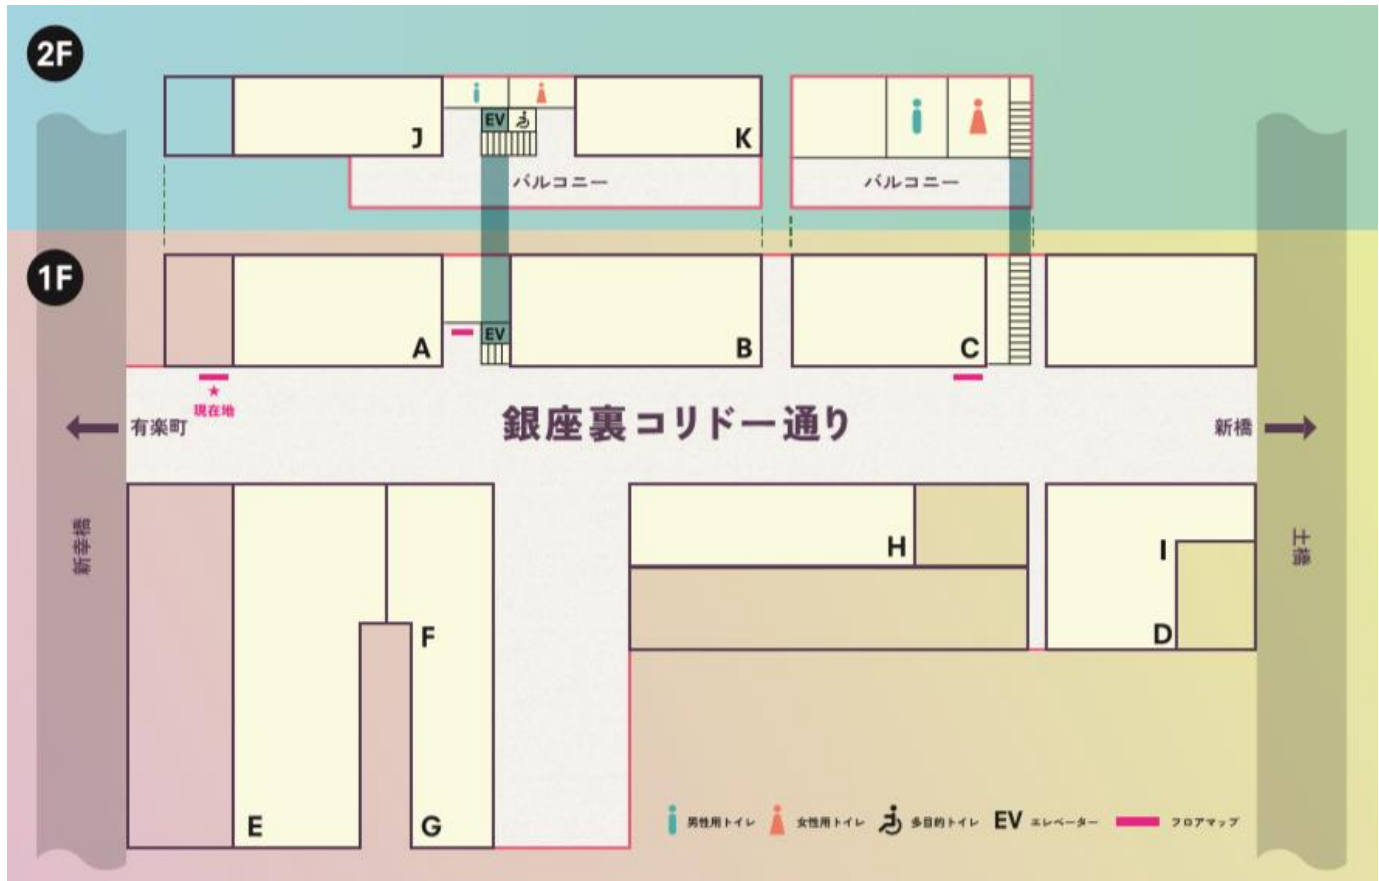 2F
J
EV
K
バルコニー
バルコニー
1F
A
EV
B
C
現在地
有楽町
銀座裏コリドー通り
新橋
新幸橋
土橋
H
I
F
D
E
G
男性用トイレ
女性用トイレ
多目的トイレ
EV エレベーター
フロアマップ